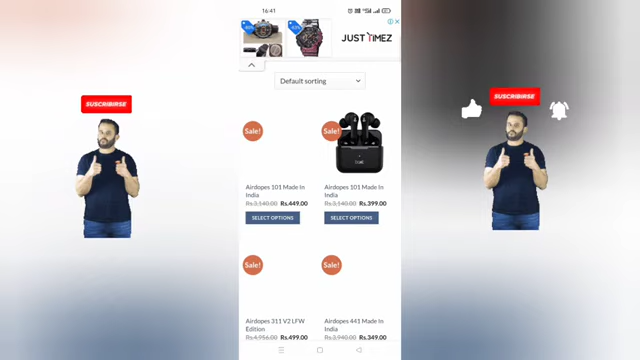 16:41
JUST TIMEZ
Default sorting
SUSCRIBIRSE
SUSCRIBIRSE
Sale!
Sale!
Airdopes 101 Made In
India
Rs.3,140.00 Rs.449.00
SELECT OPTIONS
Airdopes 101 Made In
India
Rs.3,140.00 Rs.399.00
SELECT OPTIONS
Sale!
Sale!
Airdopes 311 V2 LFW
Edition
Rs.4,956.00 Rs.499.00
Airdopes 441 Made In
India
Rs.3,940.00 Rs.349.00